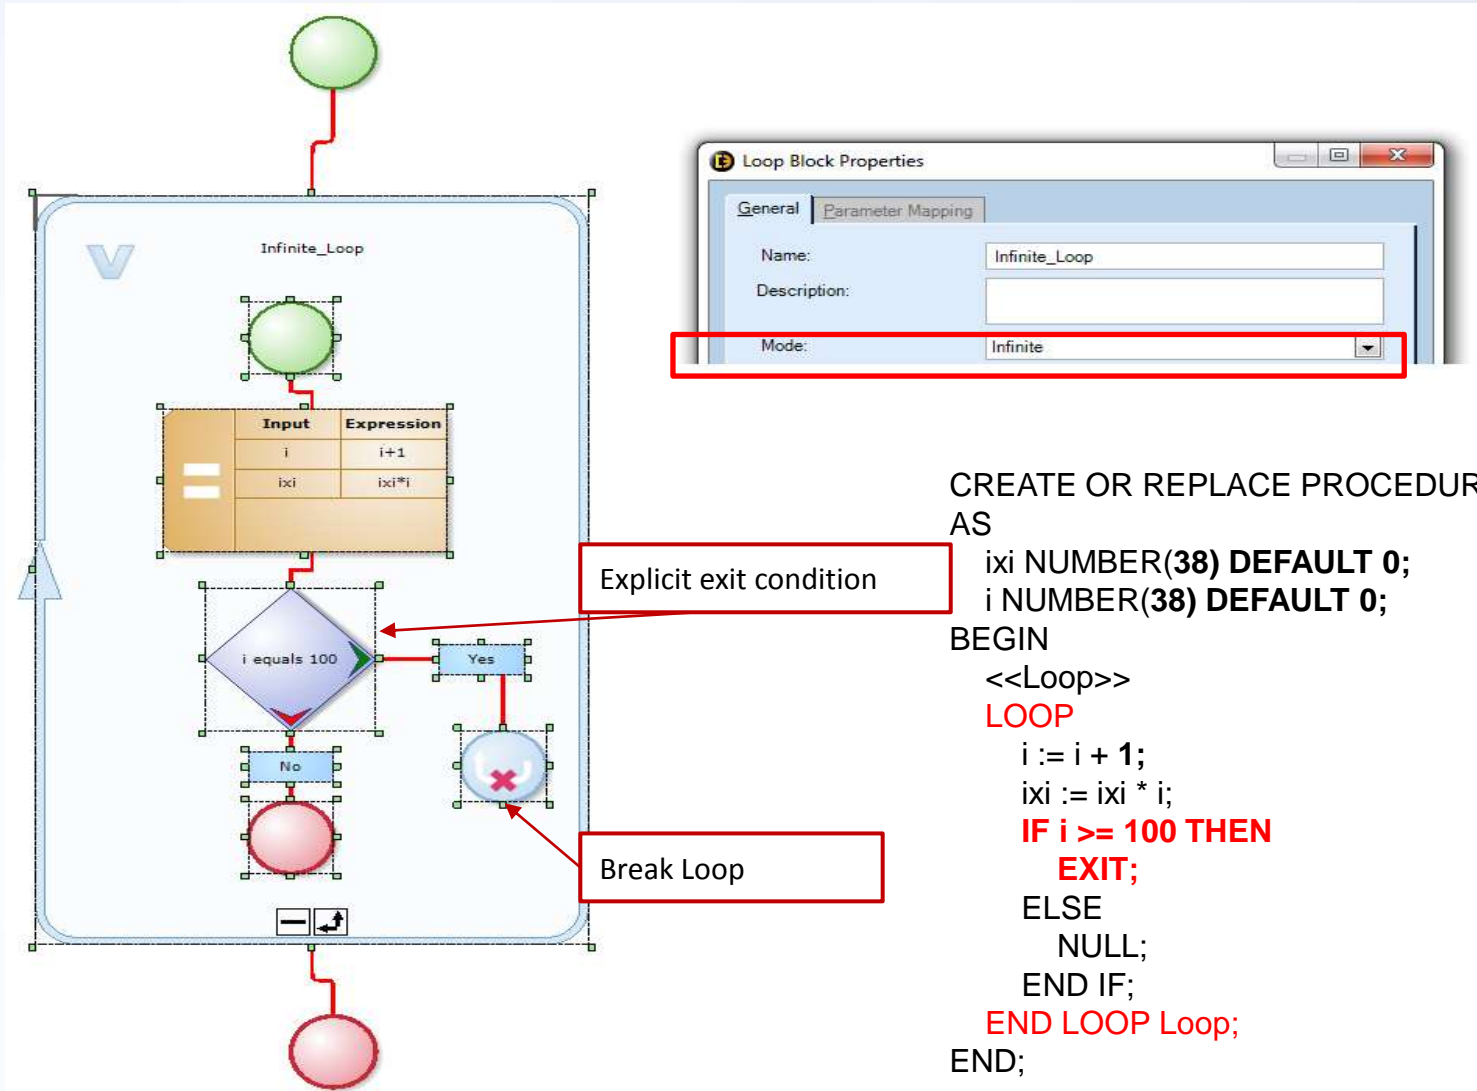 Infinite_Loop
Input Expression
i i+1
ixi ixi*i
i equals 100
Yes
No
Explicit exit condition
Break Loop
Loop Block Properties
General Parameter Mapping
Name: Infinite_Loop
Description:
Mode: Infinite
CREATE OR REPLACE PROCEDUR
AS
ixi NUMBER(38) DEFAULT 0;
i NUMBER(38) DEFAULT 0;
BEGIN
<<Loop>>
LOOP
i := i + 1;
ixi := ixi * i;
IF i >= 100 THEN
EXIT;
ELSE
NULL;
END IF;
END LOOP Loop;
END;